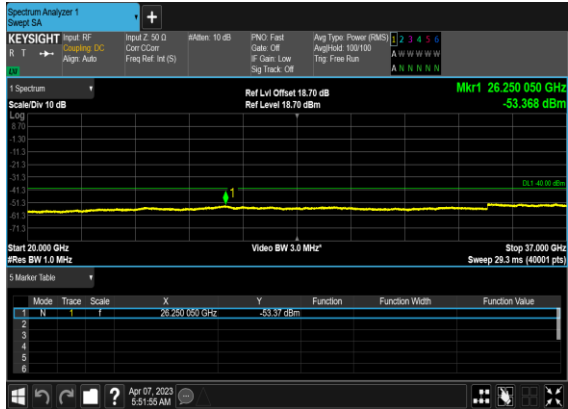 Spectrum Analyzer 1
Swept SA
+
KEYSIGHT Input: RF Input Z: 50 Ω #Atten: 10 dB PNO: Fast Avg Type: Power (RMS) 1 2 3 4 5 6
R T Coupling: DC Corr CCorr Gate: Off Avg|Hold: 100/100 A W W W W W
Align: Auto Freq Ref: Int (S) IF Gain: Low Trig: Free Run
LU Sig Track: Off A N N N N N
1 Spectrum Ref Lvl Offset 18.70 dB Mkr1 26.250 050 GHz
Scale/Div 10 dB Ref Level 18.70 dBm -53.368 dBm
Log
8.70
-1.30
-11.3
-21.3
-31.3
DL1 -40.00 dBm
-41.3
1
-51.3
-61.3
-71.3
Start 20.000 GHz Video BW 3.0 MHz* Stop 37.000 GHz
#Res BW 1.0 MHz Sweep 29.3 ms (40001 pts)
5 Marker Table
Mode Trace Scale X Y Function Function Width Function Value
1 N 1 f 26.250 050 GHz -53.37 dBm
2
3
4
5
6
? Apr 07, 2023
5:51:55 AM